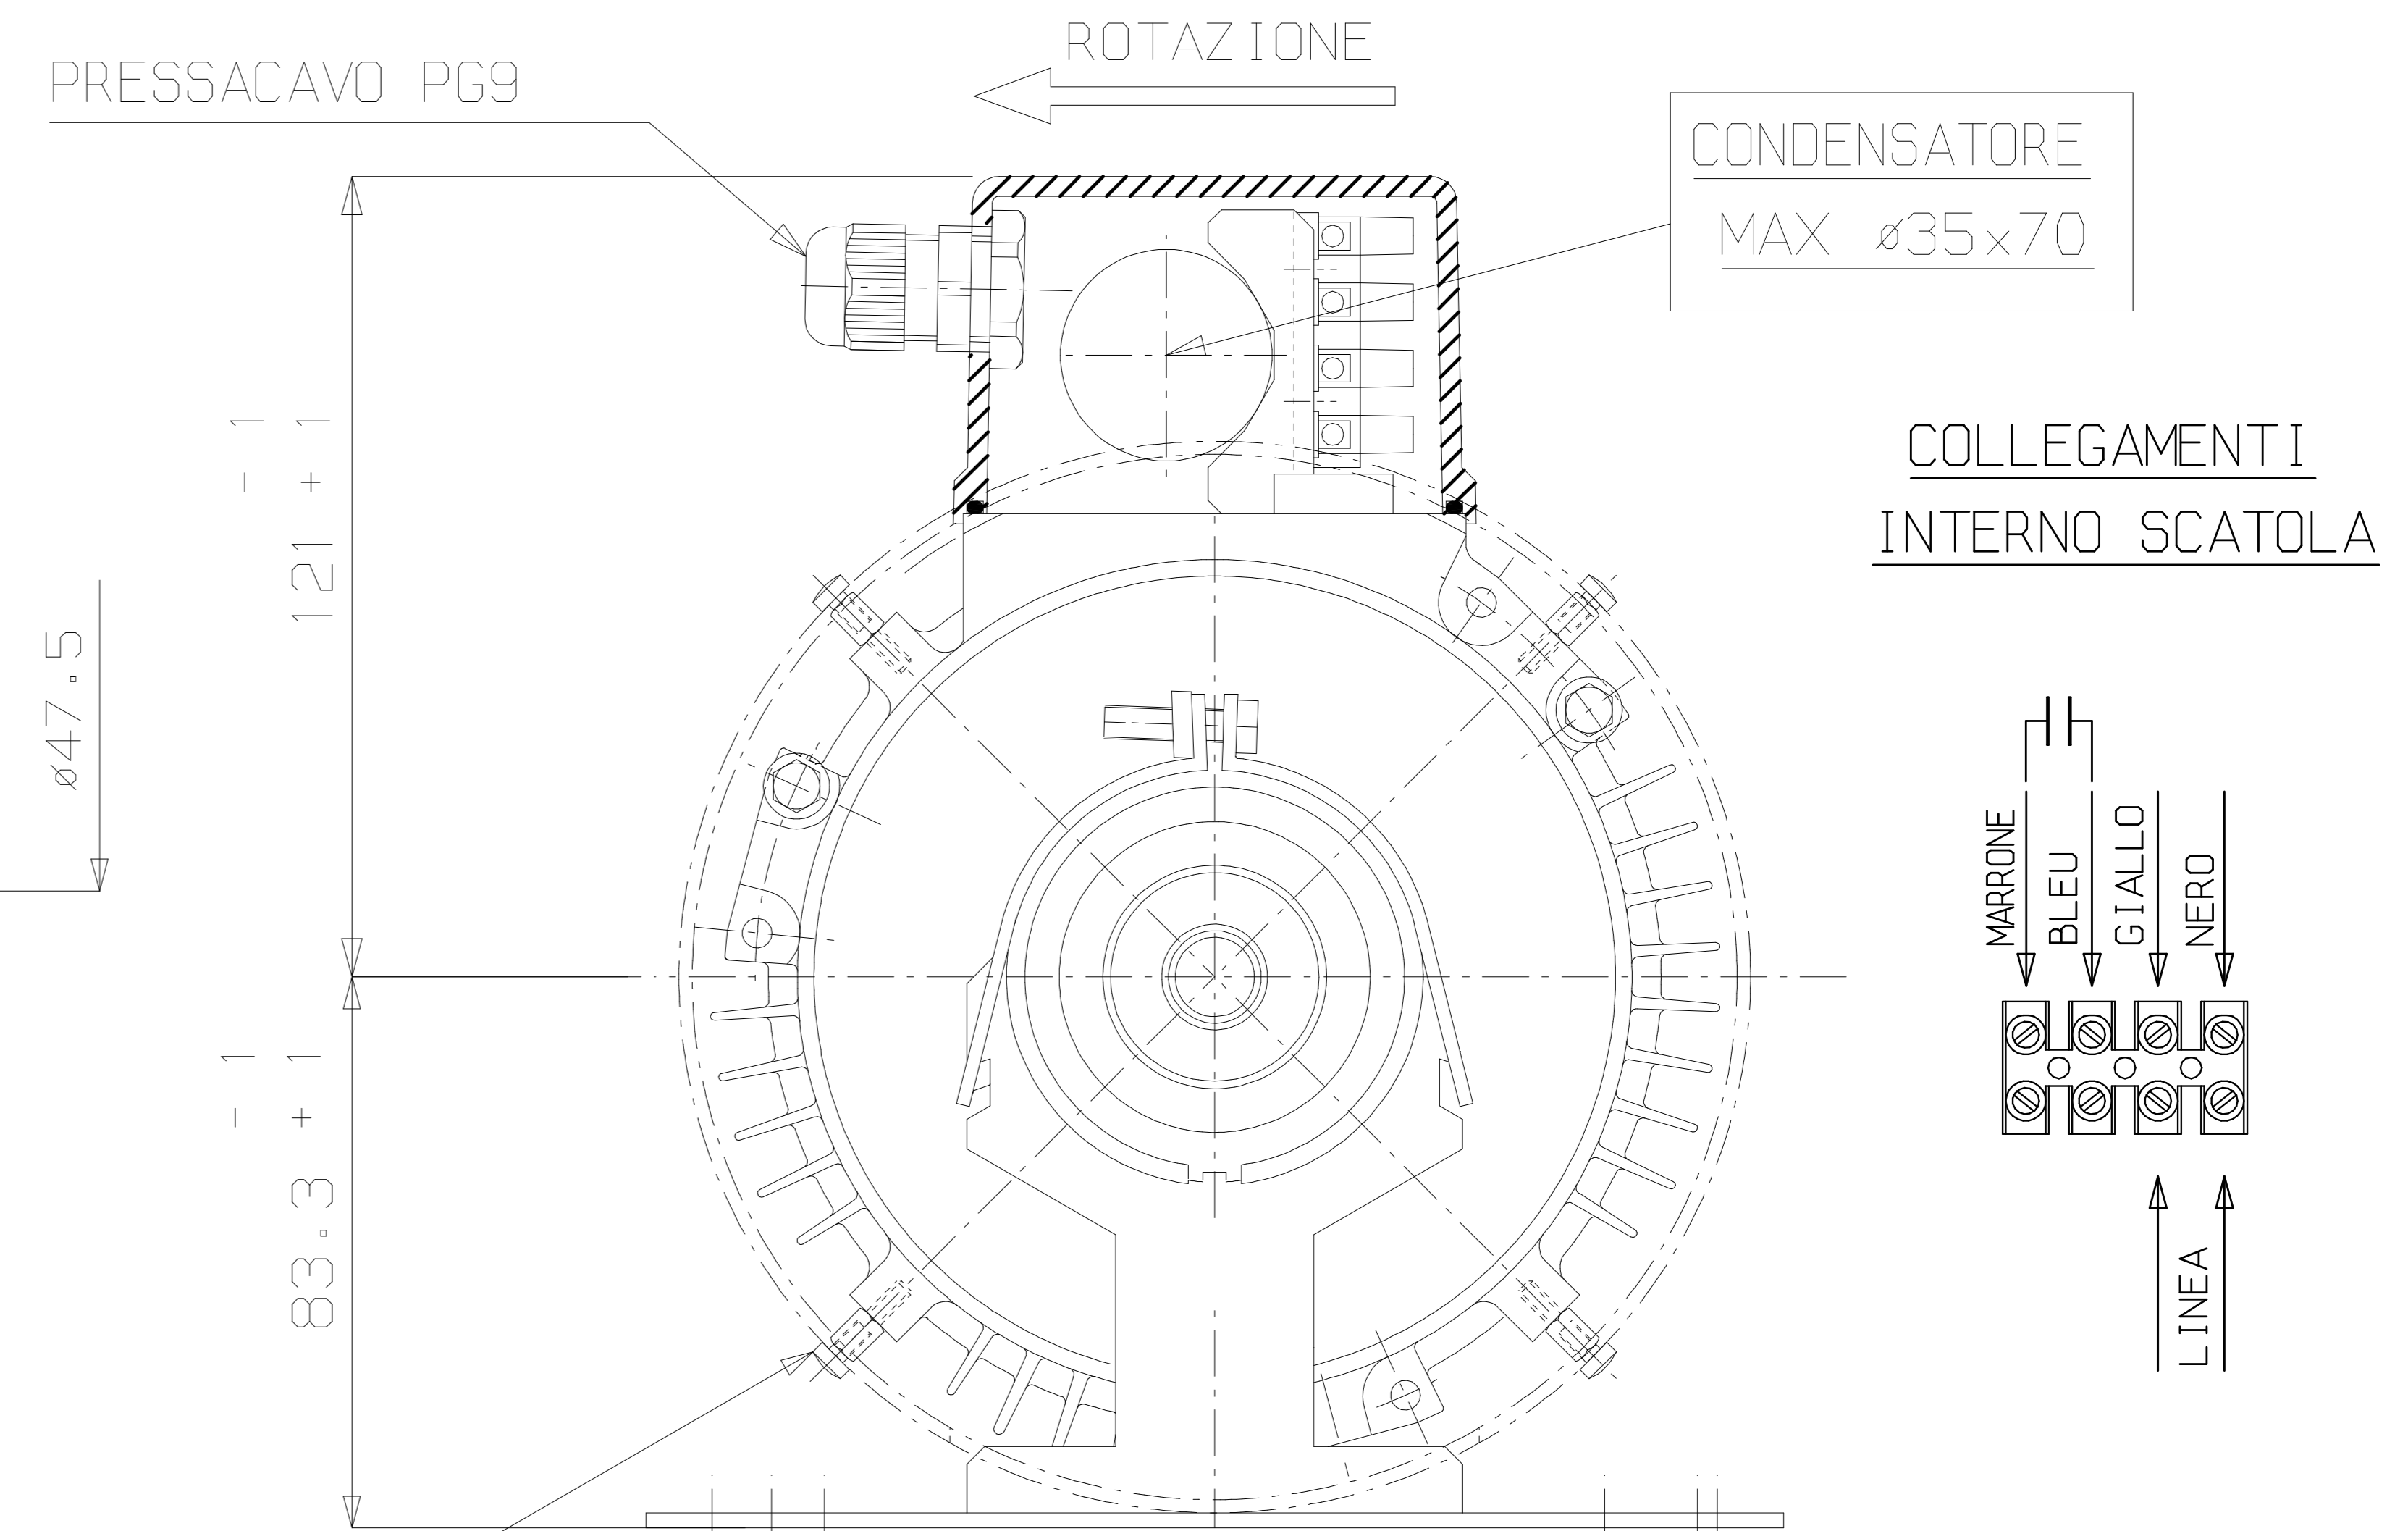 ROTAZIONE
PRESSACAVO PG9
CONDENSATORE
MAX ø35x70
COLLEGAMENTI
INTERNO SCATOLA
121 + 1
- 1
ø47.5
83.3 + 1
- 1
MARRONE
BLEU
GIALLO
NERO
LINEA